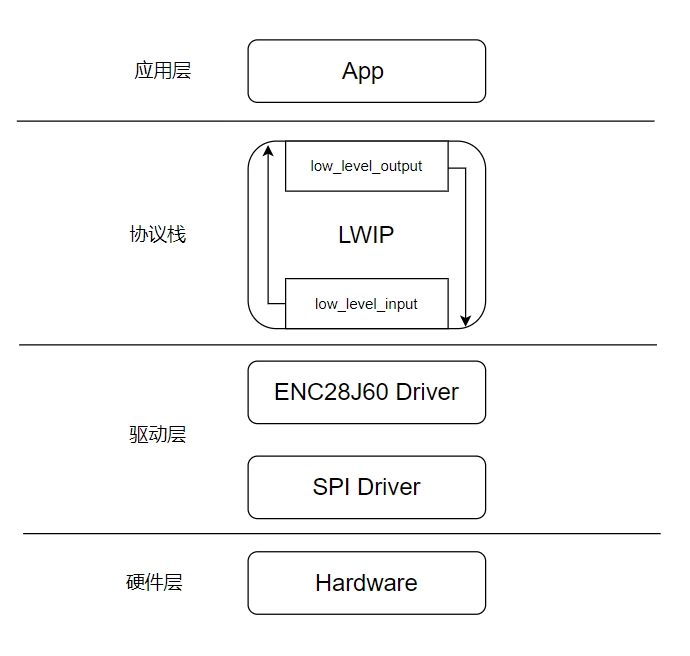 应用层
App
low_level_output
协议栈
LWIP
low_level_input
ENC28J60 Driver
驱动层
SPI Driver
硬件层
Hardware